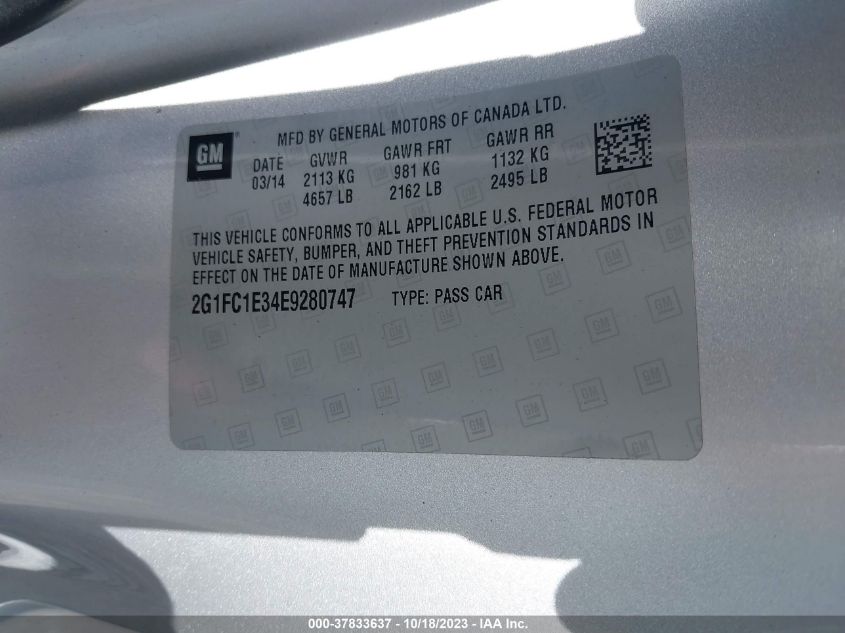 GM
MFD BY GENERAL MOTORS OF CANADA LTD.
DATE GVWR GAWR FRT GAWR RR
03/14 2113 KG 981 KG 1132 KG
4657 LB 2162 LB 2495 LB
THIS VEHICLE CONFORMS TO ALL APPLICABLE U.S. FEDERAL MOTOR
VEHICLE SAFETY, BUMPER, AND THEFT PREVENTION STANDARDS IN
EFFECT ON THE DATE OF MANUFACTURE SHOWN ABOVE.
2G1FC1E34E9280747 TYPE: PASS CAR
000-37833637 - 10/18/2023 - IAA Inc.